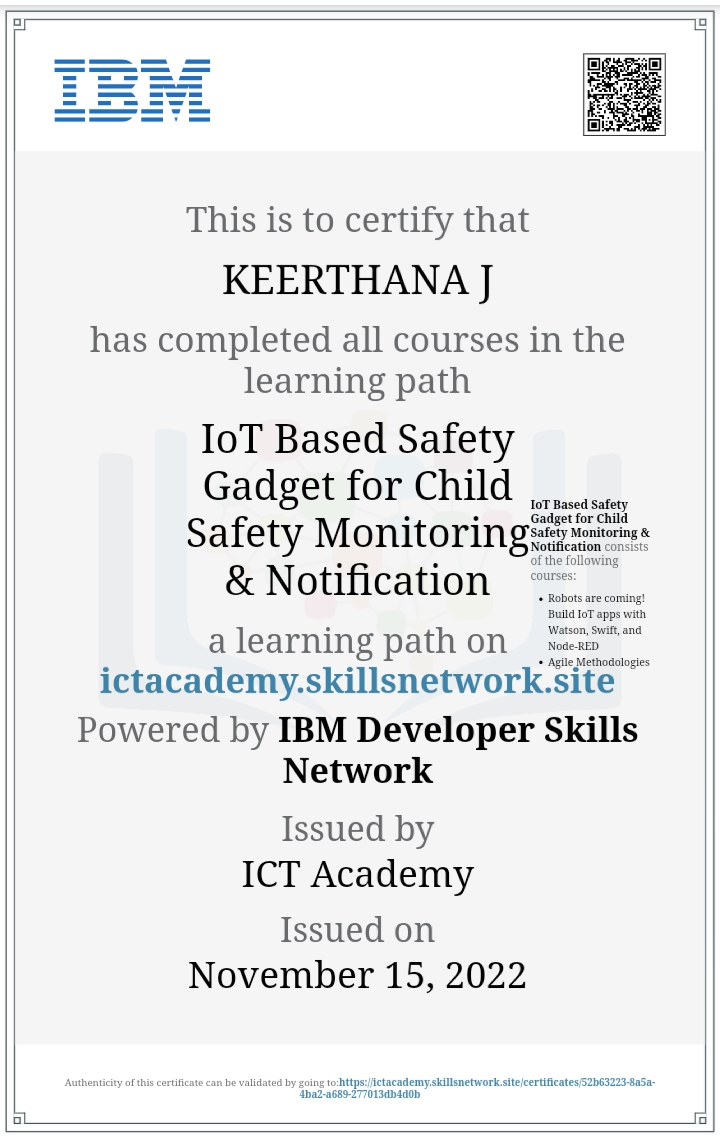 IBM
This is to certify that
KEERTHANA J
has completed all courses in the
learning path
IoT Based Safety
Gadget for Child
Safety Monitoring
& Notification
IoT Based Safety
Gadget for Child
Safety Monitoring &
Notification consists
of the following
courses:
• Robots are coming!
Build IoT apps with
Watson, Swift, and
Node-RED
• Agile Methodologies
a learning path on
ictacademy.skillsnetwork.site
Powered by IBM Developer Skills
Network
Issued by
ICT Academy
Issued on
November 15, 2022
Authenticity of this certificate can be validated by going to:https://ictacademy.skillsnetwork.site/certificates/52b63223-8a5a-
4ba2-a689-277013db4d0b